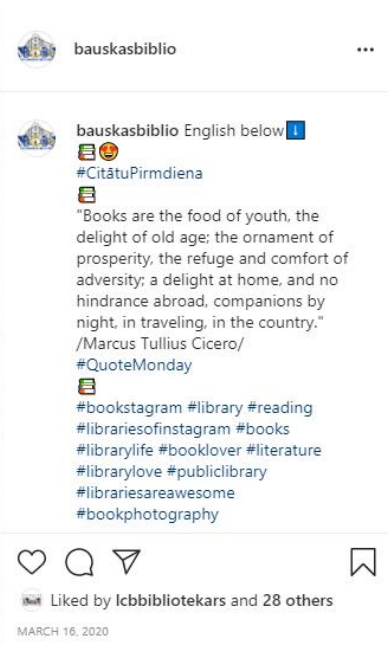 bauskasbiblio
bauskasbiblio English below⬇️
📚😍
#CitātuPirmdiena
📚
"Books are the food of youth, the
delight of old age; the ornament of
prosperity, the refuge and comfort of
adversity; a delight at home, and no
hindrance abroad, companions by
night, in traveling, in the country."
/Marcus Tullius Cicero/
#QuoteMonday
📚
#bookstagram #library #reading
#librariesofinstagram #books
#librarylife #booklover #literature
#librarylove #publiclibrary
#librariesareawesome
#bookphotography
Liked by lcbbibliotekars and 28 others
MARCH 16, 2020